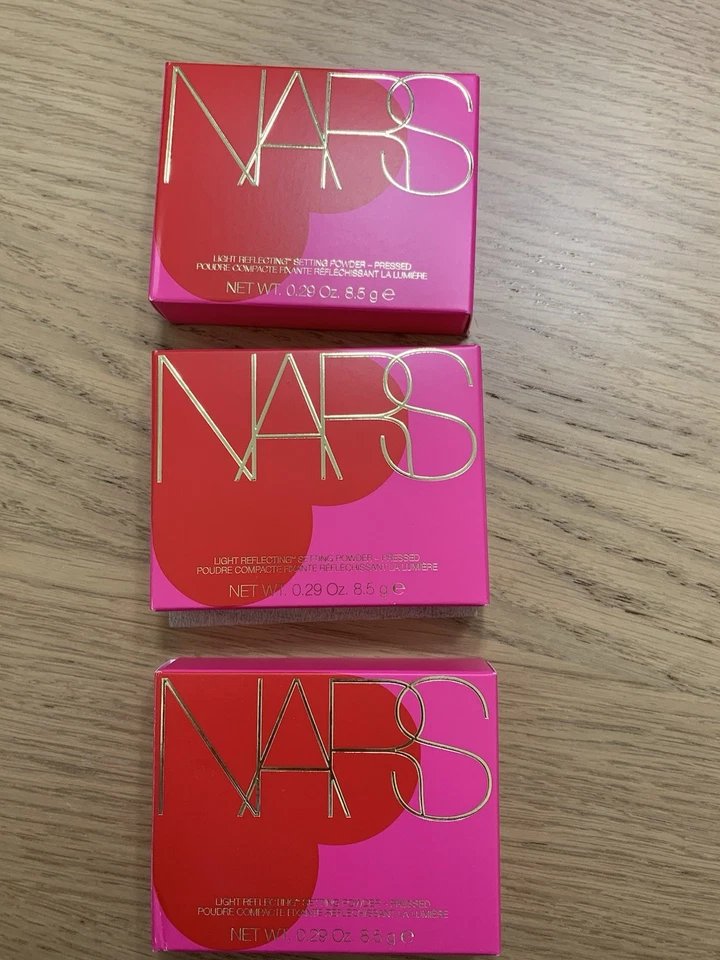 NARS
LIGHT REFLECTING™ SETTING POWDER – PRESSED
POUDRE COMPACTE FIXANTE RÉFLÉCHISSANT LA LUMIÈRE
NET WT. 0.29 Oz. 8.5 g ℮
NARS
LIGHT REFLECTING™ SETTING POWDER – PRESSED
POUDRE COMPACTE FIXANTE RÉFLÉCHISSANT LA LUMIÈRE
NET WT. 0.29 Oz. 8.5 g ℮
NARS
LIGHT REFLECTING™ SETTING POWDER – PRESSED
POUDRE COMPACTE FIXANTE RÉFLÉCHISSANT LA LUMIÈRE
NET WT. 0.29 Oz. 8.5 g ℮